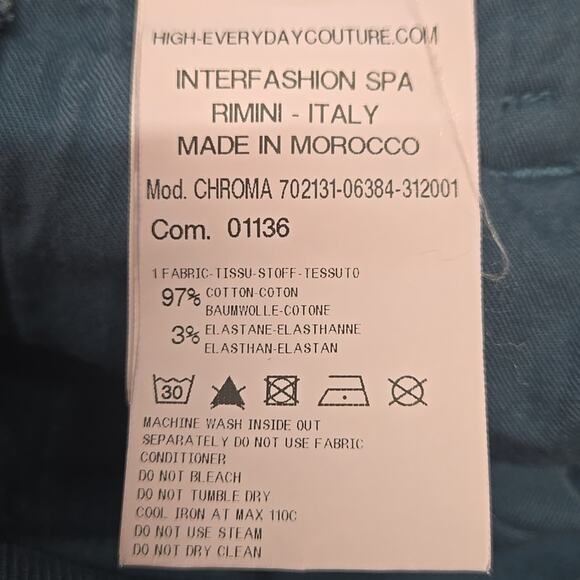 HIGH-EVERYDAYCOUTURE.COM
INTERFASHION SPA
RIMINI - ITALY
MADE IN MOROCCO
Mod. CHROMA 702131-06384-312001
Com. 01136
1 FABRIC-TISSU-STOFF-TESSUTO
97% COTTON-COTON
BAUMWOLLE-COTONE
3% ELASTANE-ELASTHANNE
ELASTHAN-ELASTAN
30
MACHINE WASH INSIDE OUT
SEPARATELY DO NOT USE FABRIC
CONDITIONER
DO NOT BLEACH
DO NOT TUMBLE DRY
COOL IRON AT MAX 110C
DO NOT USE STEAM
DO NOT DRY CLEAN